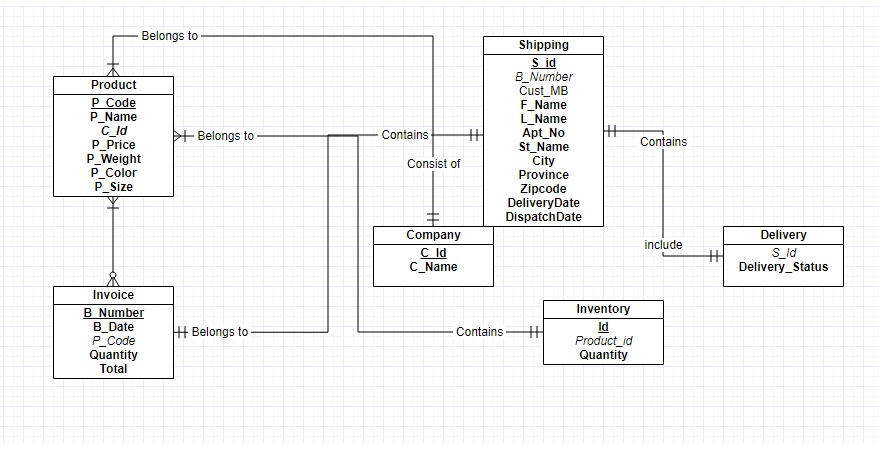 Belongs to
Shipping
S_id
B_Number
Cust_MB
F_Name
L_Name
Apt_No
St_Name
City
Province
Zipcode
DeliveryDate
DispatchDate
Product
P_Code
P_Name
C_Id
P_Price
P_Weight
P_Color
P_Size
Belongs to
Contains
Consist of
Contains
include
Company
C_Id
C_Name
Delivery
S_Id
Delivery_Status
Invoice
B_Number
B_Date
P_Code
Quantity
Total
Belongs to
Contains
Inventory
Id
Product_id
Quantity